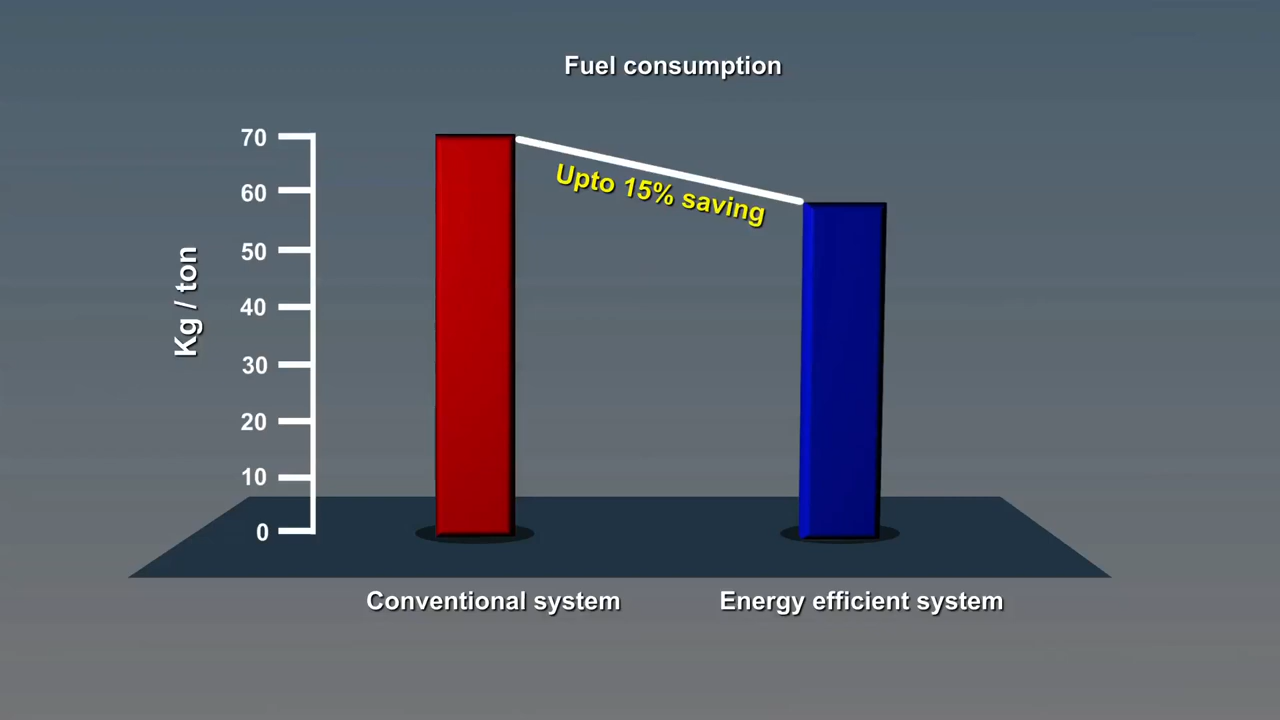 Fuel consumption
70
60
50
40
30
20
10
0
Kg / ton
Upto 15% saving
Conventional system
Energy efficient system